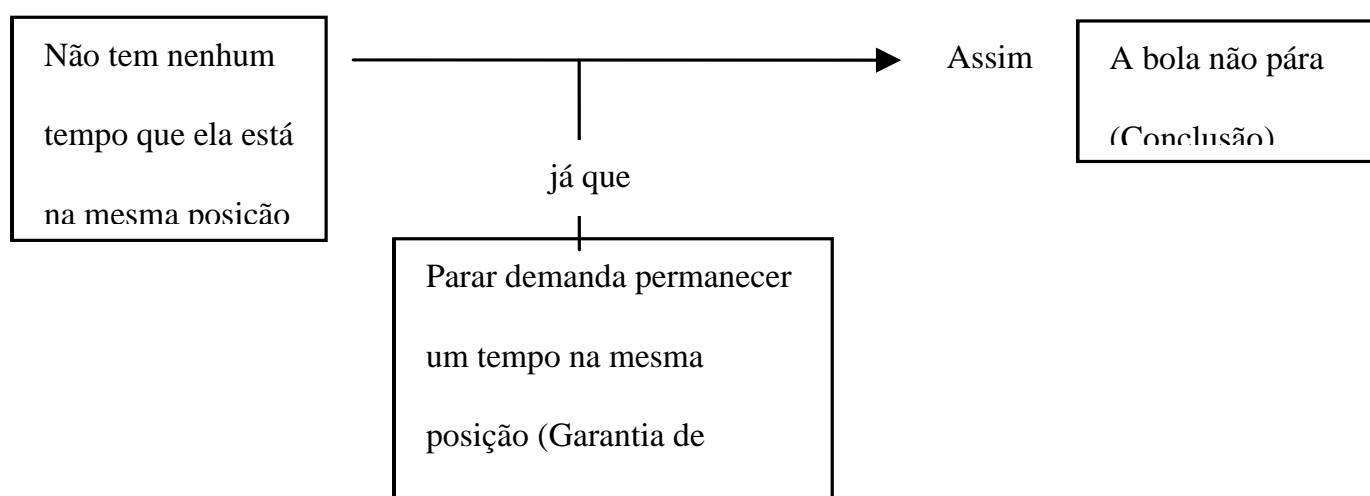 Não tem nenhum
tempo que ela está
na mesma posição
Assim
A bola não pára
(Conclusão)
já que
Parar demanda permanecer
um tempo na mesma
posição (Garantia de